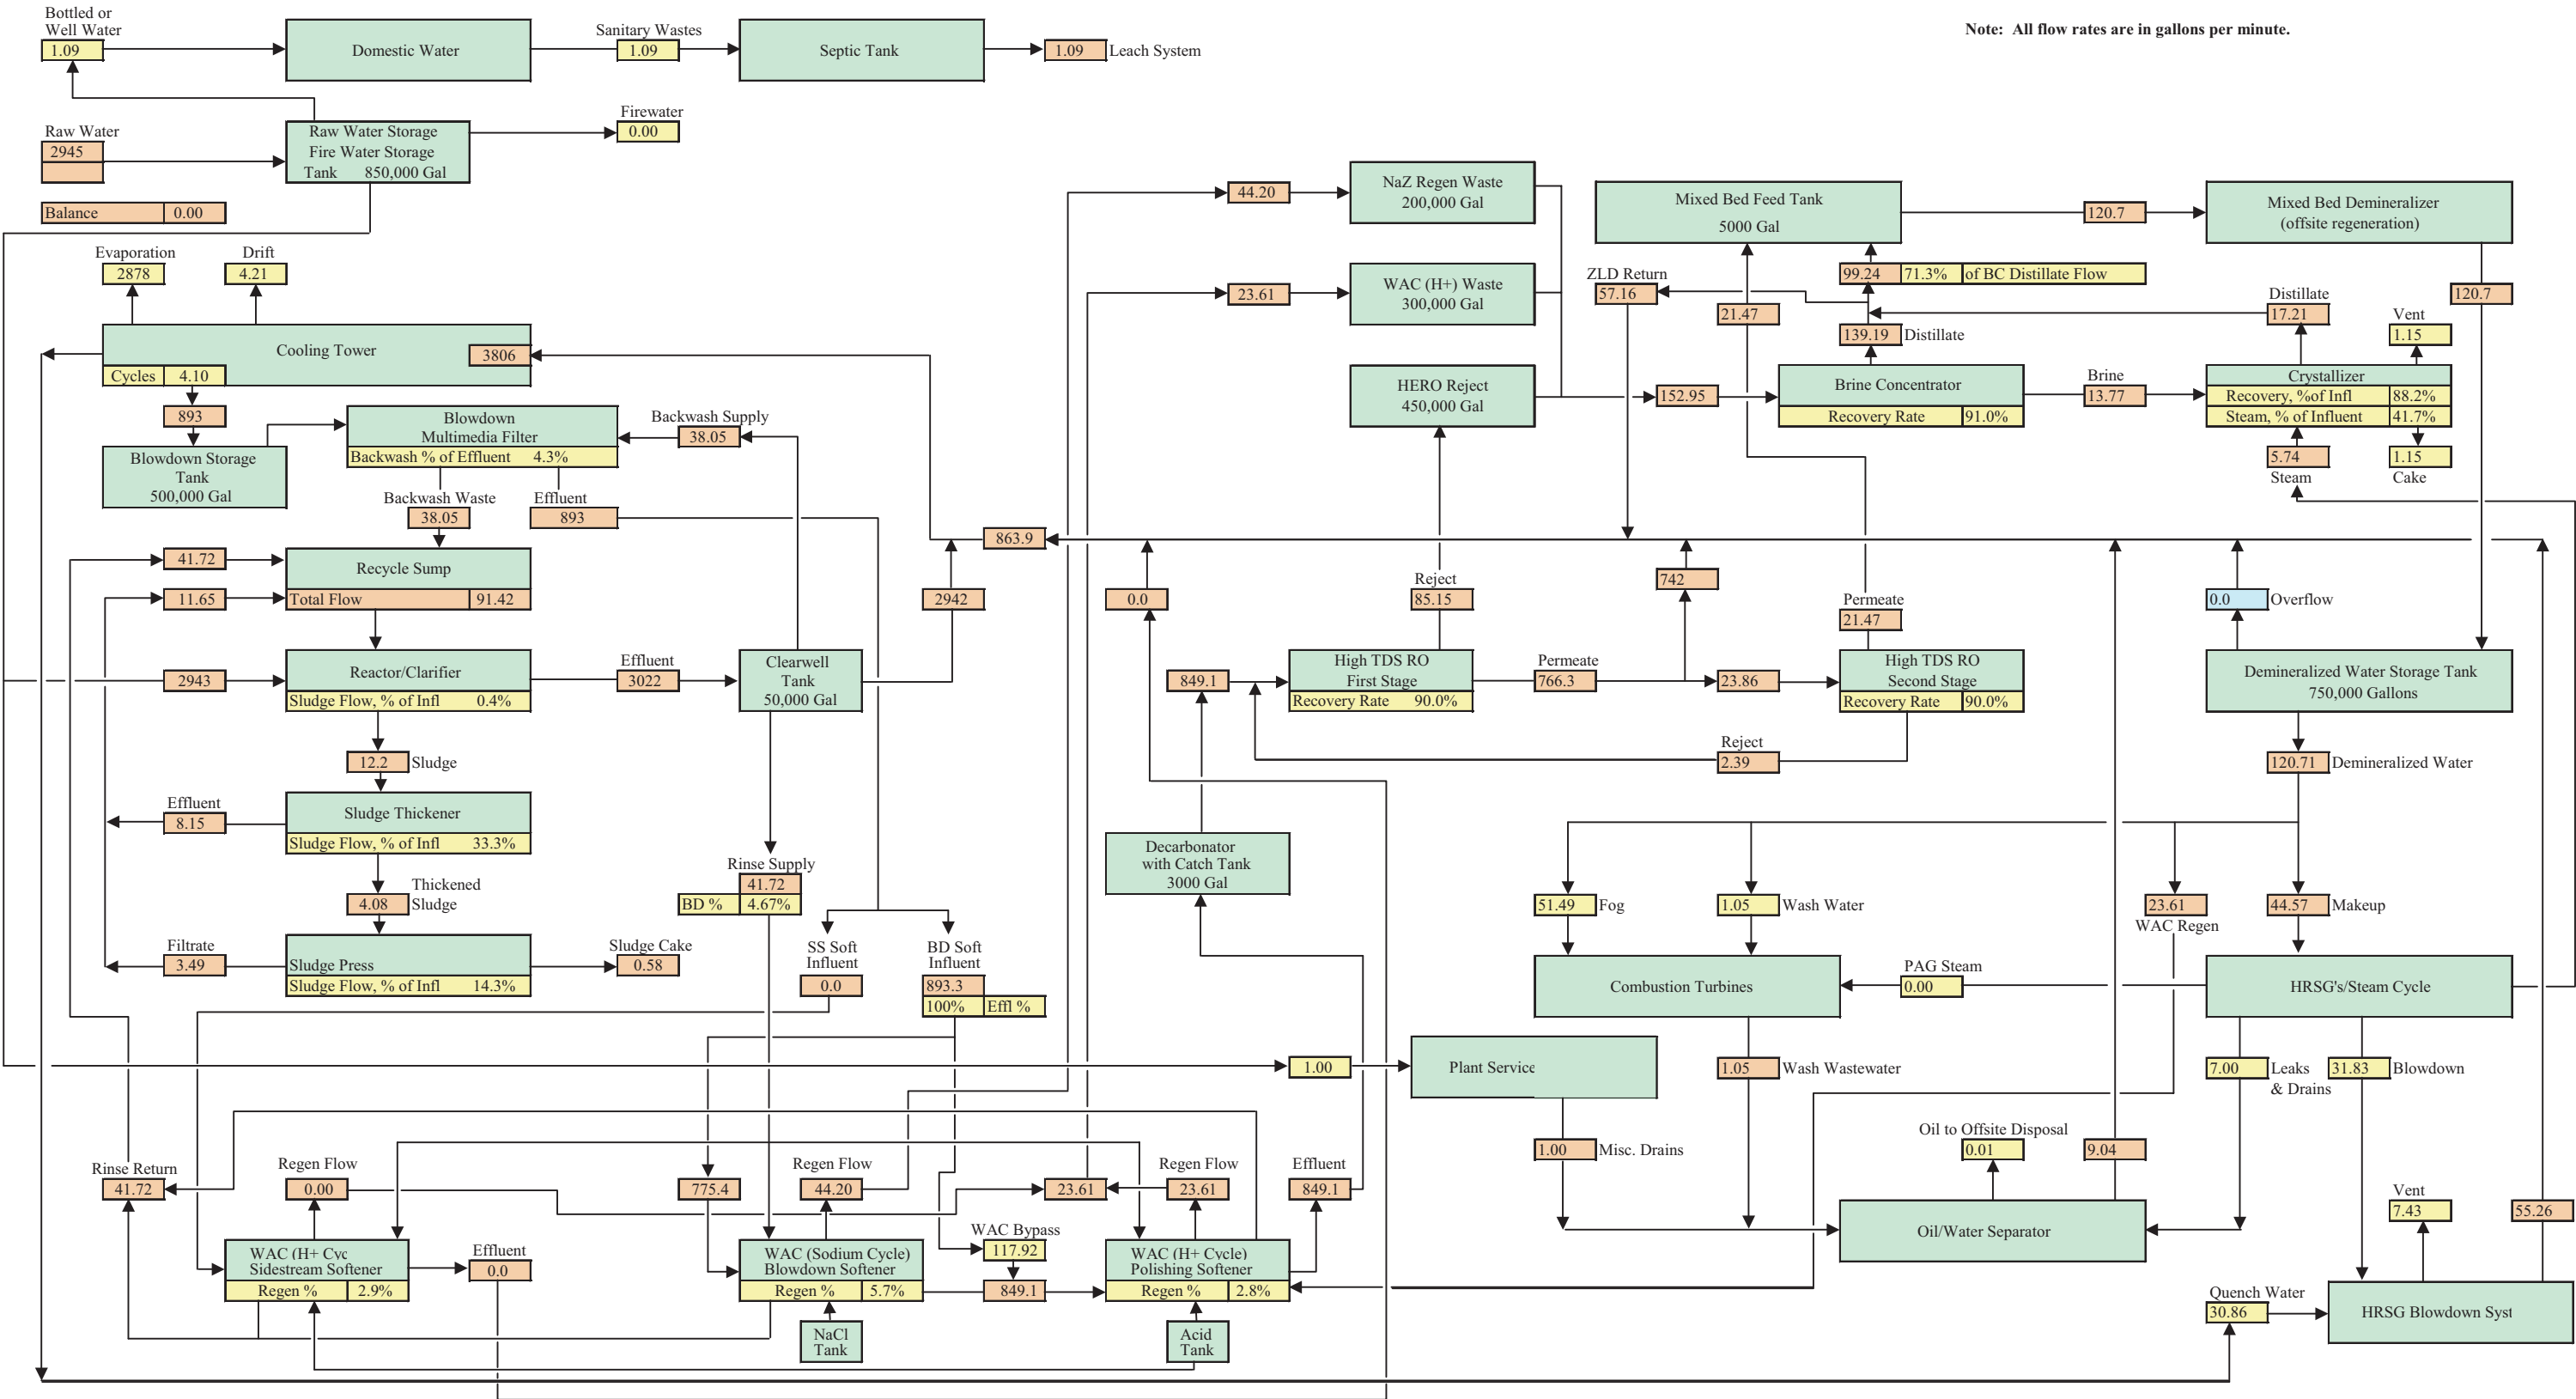 Note: All flow rates are in gallons per minute.
Bottled or
Well Water
1.09
Domestic Water
Sanitary Wastes
1.09
Septic Tank
1.09
Leach System
Firewater
0.00
Raw Water
2945
Raw Water Storage
Fire Water Storage
Tank 850,000 Gal
Balance 0.00
Evaporation
2878
Drift
4.21
Cooling Tower
3806
Cycles 4.10
893
Blowdown Storage
Tank
500,000 Gal
Blowdown
Multimedia Filter
Backwash % of Effluent 4.3%
Backwash Supply
38.05
Backwash Waste
38.05
Effluent
893
41.72
11.65
Recycle Sump
Total Flow 91.42
2943
Reactor/Clarifier
Sludge Flow, % of Infl 0.4%
Effluent
3022
Clearwell
Tank
50,000 Gal
2942
863.9
12.2
Sludge
Effluent
8.15
Sludge Thickener
Sludge Flow, % of Infl 33.3%
4.08
Thickened
Sludge
Filtrate
3.49
Sludge Press
Sludge Flow, % of Infl 14.3%
Sludge Cake
0.58
Rinse Supply
41.72
BD % 4.67%
SS Soft
Influent
0.0
BD Soft
Influent
893.3
100% Effl %
Rinse Return
41.72
Regen Flow
0.00
775.4
Regen Flow
44.20
23.61
Regen Flow
23.61
Effluent
849.1
WAC (H+ Cyc
Sidestream Softener
Regen % 2.9%
Effluent
0.0
WAC (Sodium Cycle)
Blowdown Softener
Regen % 5.7%
WAC Bypass
117.92
849.1
WAC (H+ Cycle)
Polishing Softener
Regen % 2.8%
NaCl
Tank
Acid
Tank
44.20
NaZ Regen Waste
200,000 Gal
23.61
WAC (H+) Waste
300,000 Gal
HERO Reject
450,000 Gal
152.95
Mixed Bed Feed Tank
5000 Gal
120.7
Mixed Bed Demineralizer
(offsite regeneration)
ZLD Return
57.16
99.24 71.3% of BC Distillate Flow
21.47
139.19
Distillate
Distillate
17.21
Vent
1.15
120.7
Brine Concentrator
Recovery Rate 91.0%
Brine
13.77
Crystallizer
Recovery, %of Infl 88.2%
Steam, % of Influent 41.7%
5.74
Steam
1.15
Cake
0.0
Reject
85.15
742
Permeate
21.47
0.0
Overflow
849.1
High TDS RO
First Stage
Recovery Rate 90.0%
Permeate
766.3
23.86
High TDS RO
Second Stage
Recovery Rate 90.0%
Reject
2.39
Demineralized Water Storage Tank
750,000 Gallons
120.71
Demineralized Water
Decarbonator
with Catch Tank
3000 Gal
51.49
Fog
1.05
Wash Water
23.61
WAC Regen
44.57
Makeup
Combustion Turbines
PAG Steam
0.00
HRSG's/Steam Cycle
1.00
Plant Service
1.05
Wash Wastewater
7.00
Leaks
& Drains
31.83
Blowdown
1.00
Misc. Drains
Oil to Offsite Disposal
0.01
9.04
Oil/Water Separator
Vent
7.43
55.26
Quench Water
30.86
HRSG Blowdown Syst